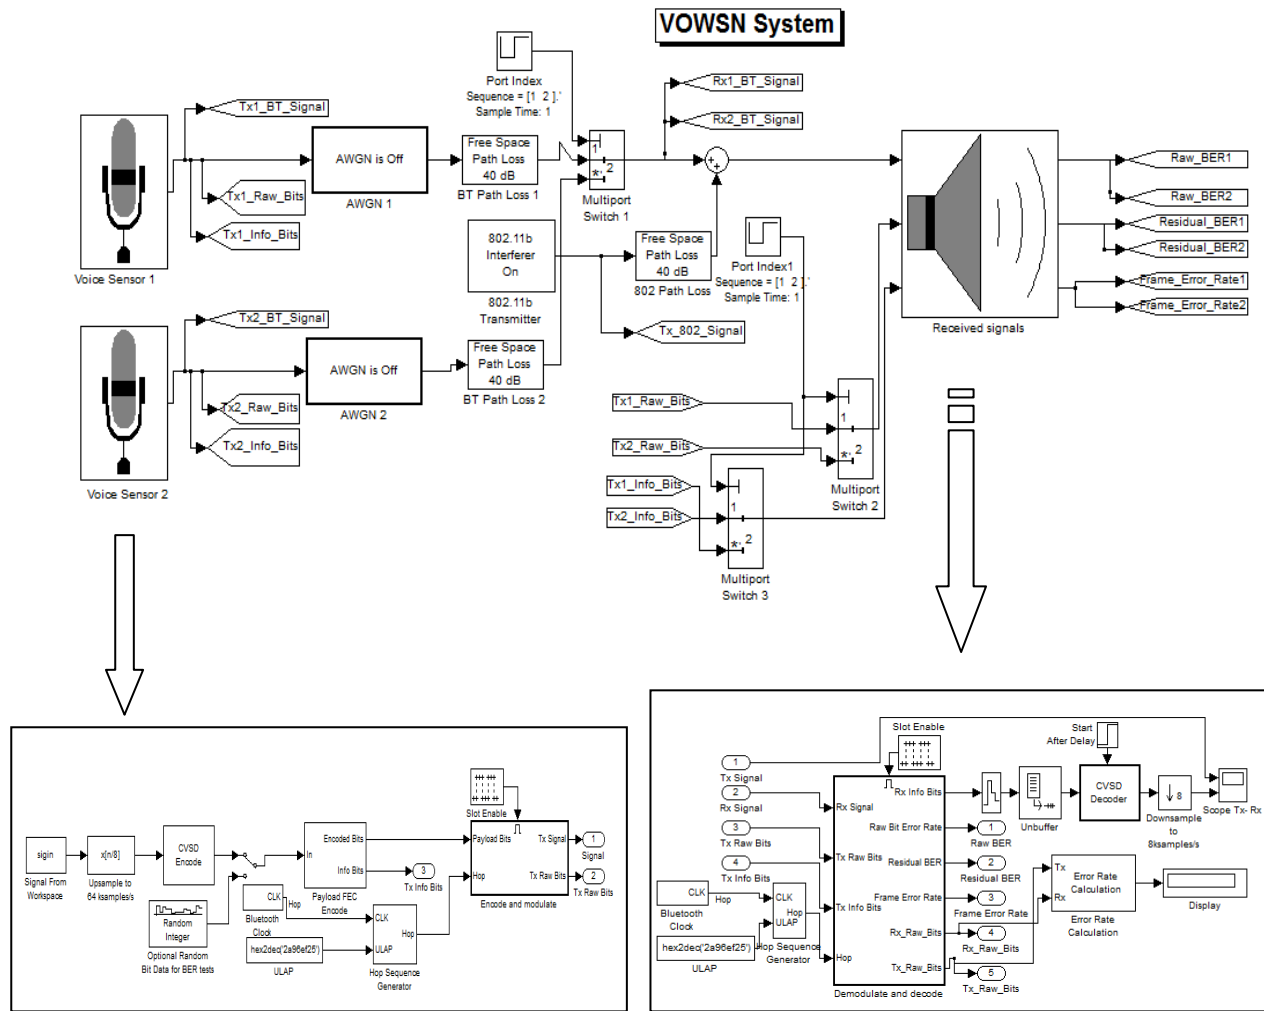 VOWSN System
Port Index
Sequence = [1 2 ].'
Sample Time: 1
Tx1_BT_Signal
Rx1_BT_Signal
Rx2_BT_Signal
AWGN is Off
AWGN 1
Free Space
Path Loss
40 dB
BT Path Loss 1
1
*, 2
Multiport
Switch 1
Tx1_Raw_Bits
Tx1_Info_Bits
Voice Sensor 1
802.11b
Interferer
On
802.11b
Transmitter
Free Space
Path Loss
40 dB
802 Path Loss
Port Index1
Sequence = [1 2 ].'
Sample Time: 1
Tx_802_Signal
Received signals
Raw_BER1
Raw_BER2
Residual_BER1
Residual_BER2
Frame_Error_Rate1
Frame_Error_Rate2
Tx2_BT_Signal
AWGN is Off
AWGN 2
Free Space
Path Loss
40 dB
BT Path Loss 2
Tx2_Raw_Bits
Tx2_Info_Bits
Voice Sensor 2
Tx1_Raw_Bits
Tx2_Raw_Bits
1
*, 2
Multiport
Switch 2
Tx1_Info_Bits
Tx2_Info_Bits
1
*, 2
Multiport
Switch 3
sigin
Signal From
Workspace
x[n/8]
Upsample to
64 ksamples/s
CVSD
Encode
Random
Integer
Optional Random
Bit Data for BER tests
In
Encoded Bits
Info Bits
Payload FEC
Encode
CLK
Hop
Bluetooth
Clock
hex2dec('2a96ef25')
ULAP
CLK
Hop
ULAP
Hop Sequence
Generator
3
Tx Info Bits
Slot Enable
Payload Bits
Hop
Tx Signal
Tx Raw Bits
Encode and modulate
1
Signal
2
Tx Raw Bits
1
Tx Signal
2
Rx Signal
3
Tx Raw Bits
4
Tx Info Bits
CLK
Hop
Bluetooth
Clock
hex2dec('2a96ef25')
ULAP
CLK
Hop
ULAP
Hop Sequence
Generator
Slot Enable
Rx Signal
Tx Raw Bits
Tx Info Bits
Hop
Rx Info Bits
Raw Bit Error Rate
Residual BER
Frame Error Rate
Rx_Raw_Bits
Tx_Raw_Bits
Demodulate and decode
Unbuffer
Start
After Delay
CVSD
Decoder
8
Downsample
to
8ksamples/s
Scope Tx- Rx
1
Raw BER
2
Residual BER
3
Frame Error Rate
4
Rx_Raw_Bits
5
Tx_Raw_Bits
Tx
Rx
Error Rate
Calculation
Error Rate
Calculation
Display